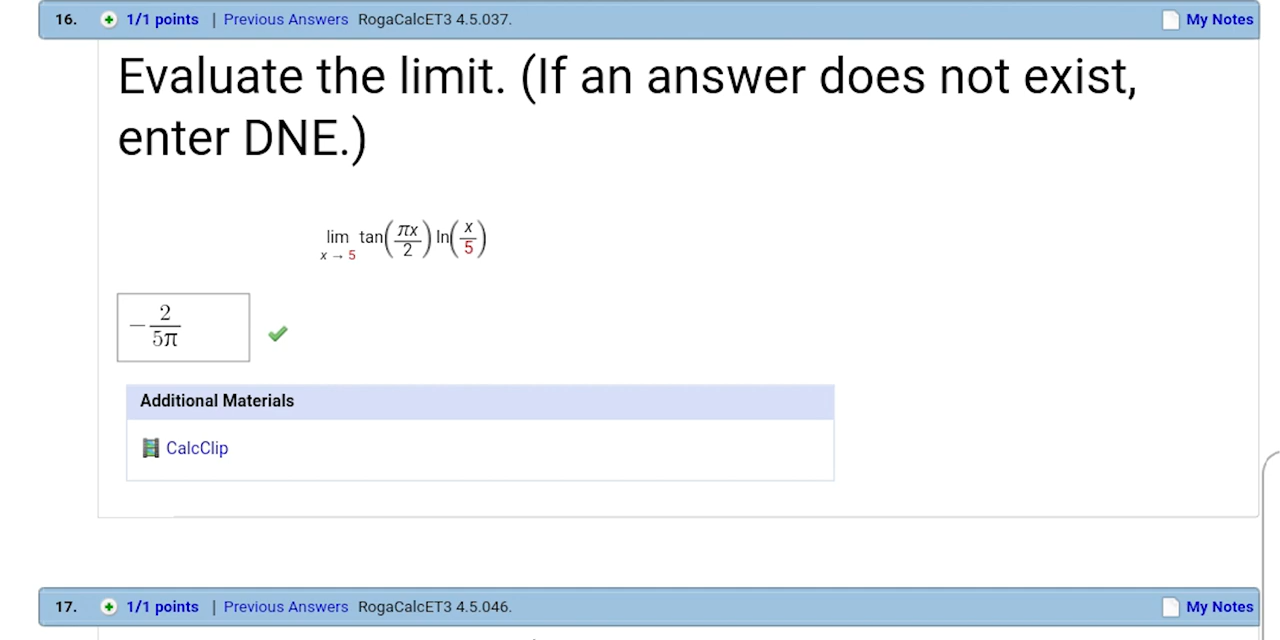 16. 1/1 points | Previous Answers RogaCalcET3 4.5.037. My Notes
Evaluate the limit. (If an answer does not exist,
enter DNE.)
lim x → 5 tan(πx/2) ln(x/5)
−2/5π
Additional Materials
CalcClip
17. 1/1 points | Previous Answers RogaCalcET3 4.5.046. My Notes